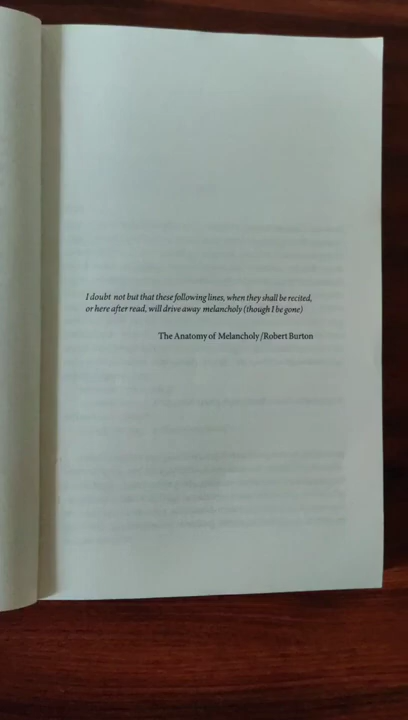 I doubt not but that these following lines, when they shall be recited,
or here after read, will drive away melancholy (though I be gone)
The Anatomy of Melancholy/Robert Burton